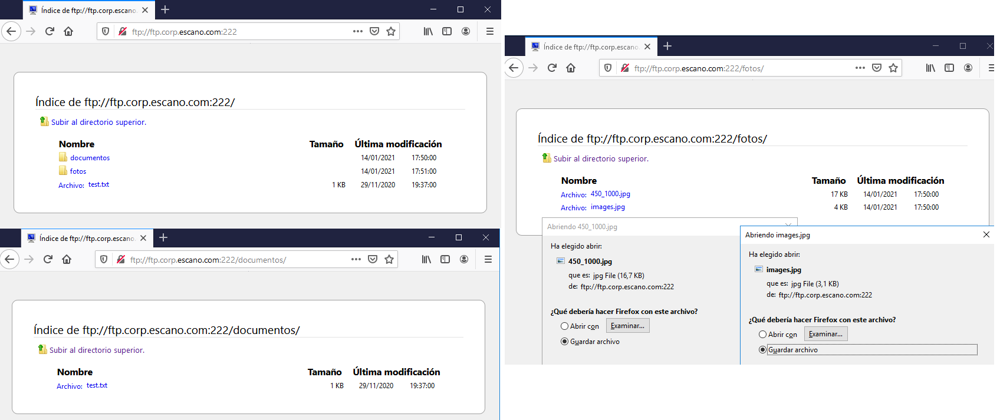 Índice de ftp://ftp.corp.escano.
ftp://ftp.corp.escano.com:222
Índice de ftp://ftp.corp.escano.com:222/
Subir al directorio superior.
Nombre Tamaño Última modificación
documentos 14/01/2021 17:50:00
fotos 14/01/2021 17:51:00
Archivo: test.txt 1 KB 29/11/2020 19:37:00
Índice de ftp://ftp.corp.escano.
ftp://ftp.corp.escano.com:222/documentos/
Índice de ftp://ftp.corp.escano.com:222/documentos/
Subir al directorio superior.
Nombre Tamaño Última modificación
Archivo: test.txt 1 KB 29/11/2020 19:37:00
Índice de ftp://ftp.corp.escano.
ftp://ftp.corp.escano.com:222/fotos/
Índice de ftp://ftp.corp.escano.com:222/fotos/
Subir al directorio superior.
Nombre Tamaño Última modificación
Archivo: 450_1000.jpg 17 KB 14/01/2021 17:50:00
Archivo: images.jpg 4 KB 14/01/2021 17:50:00
Abriendo 450_1000.jpg
Ha elegido abrir:
450_1000.jpg
que es: jpg File (16,7 KB)
de: ftp://ftp.corp.escano.com:222
¿Qué debería hacer Firefox con este archivo?
Abrir con Examinar...
Guardar archivo
Abriendo images.jpg
Ha elegido abrir:
images.jpg
que es: jpg File (3,1 KB)
de: ftp://ftp.corp.escano.com:222
¿Qué debería hacer Firefox con este archivo?
Abrir con Examinar...
Guardar archivo